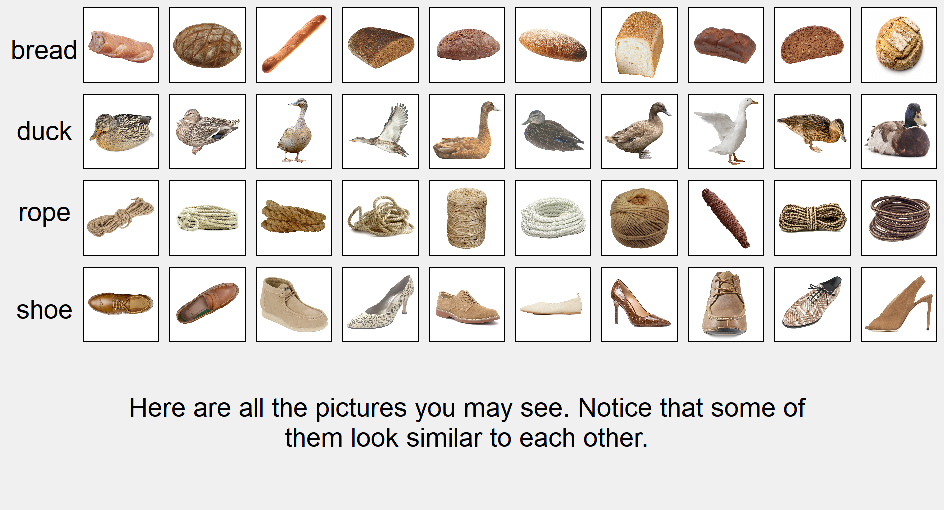 bread
duck
rope
shoe
Here are all the pictures you may see. Notice that some of
them look similar to each other.